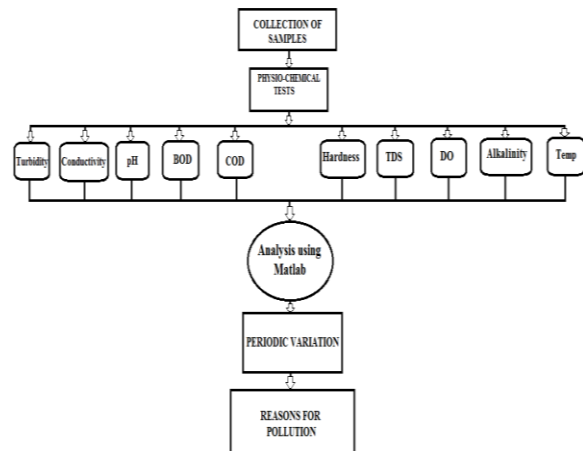 COLLECTION OF
SAMPLES
PHYSIO-CHEMICAL
TESTS
Turbidity
Conductivity
pH
BOD
COD
Hardness
TDS
DO
Alkalinity
Temp
Analysis using
Matlab
PERIODIC VARIATION
REASONS FOR
POLLUTION